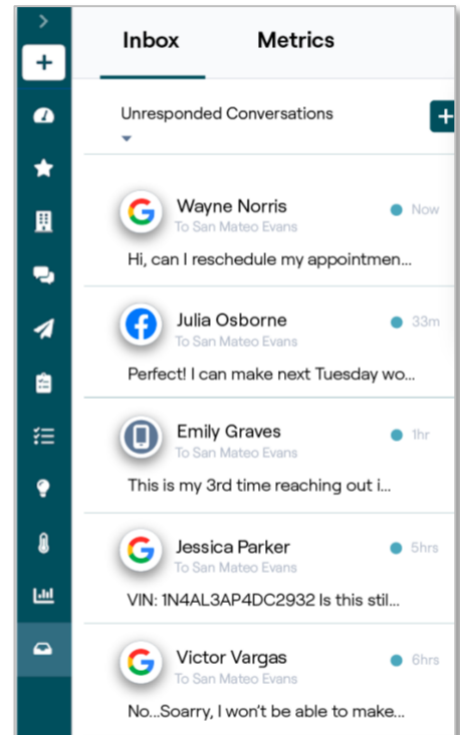 Inbox Metrics
Unresponded Conversations
Wayne Norris Now
To San Mateo Evans
Hi, can I reschedule my appointmen...
Julia Osborne 33m
To San Mateo Evans
Perfect! I can make next Tuesday wo...
Emily Graves 1hr
To San Mateo Evans
This is my 3rd time reaching out i...
Jessica Parker 5hrs
To San Mateo Evans
VIN: 1N4AL3AP4DC2932 Is this stil...
Victor Vargas 6hrs
To San Mateo Evans
No...Soarry, I won't be able to make...